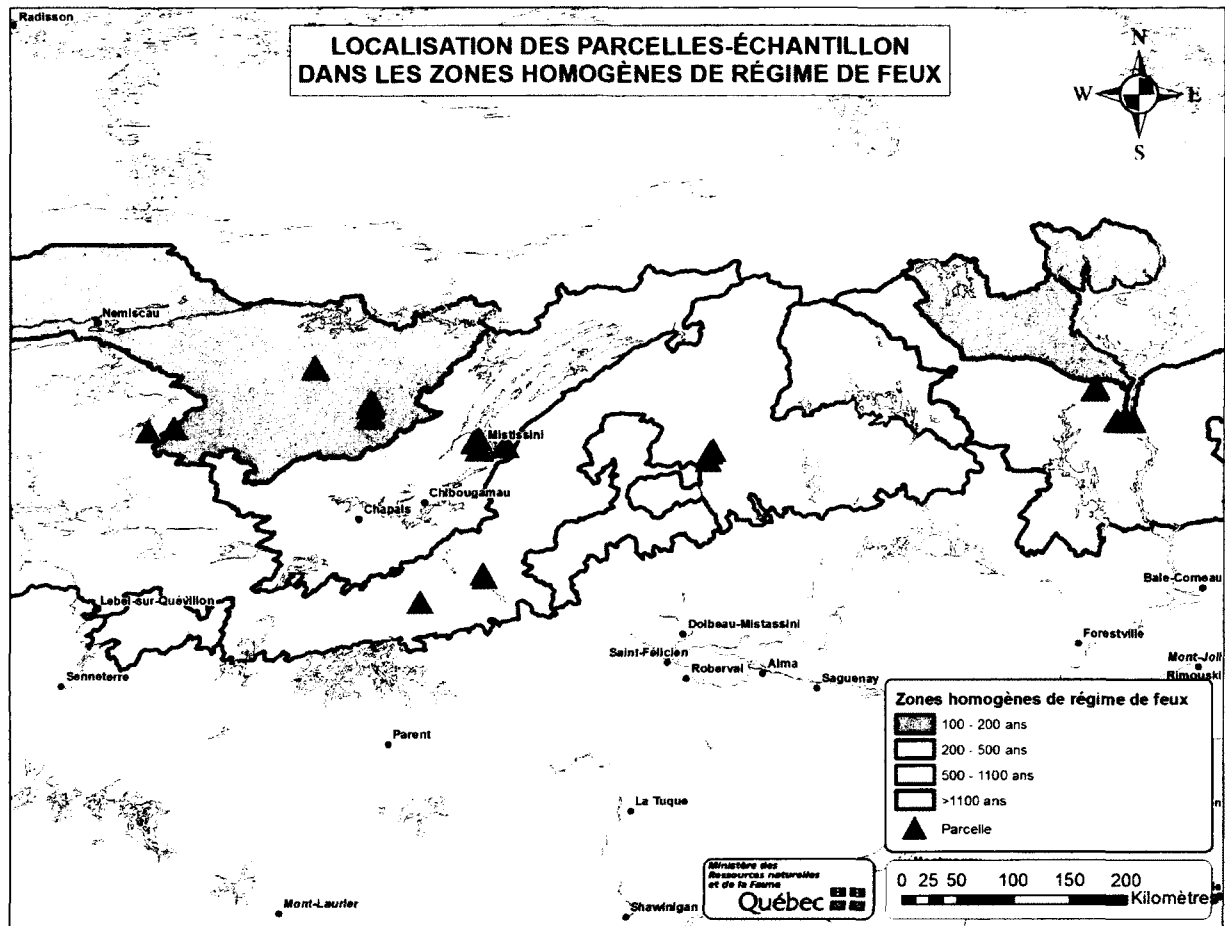 Radisson
LOCALISATION DES PARCELLES-ÉCHANTILLON
DANS LES ZONES HOMOGÈNES DE RÉGIME DE FEUX
N
W
E
S
Nemiscau
Mistissini
Chibougamau
Chapais
Lebel-sur-Quévillon
Senneterre
Baie-Comeau
Dolbeau-Mistassini
Forestville
Saint-Félicien
Roberval
Alma
Saguenay
Mont-Joli
Rimouski
Parent
La Tuque
Mont-Laurier
Shawinigan
Zones homogènes de régime de feux
100 - 200 ans
200 - 500 ans
500 - 1100 ans
>1100 ans
Parcelle
Ministère des
Ressources naturelles
et de la Faune
Québec
0 25 50 100 150 200
Kilomètres